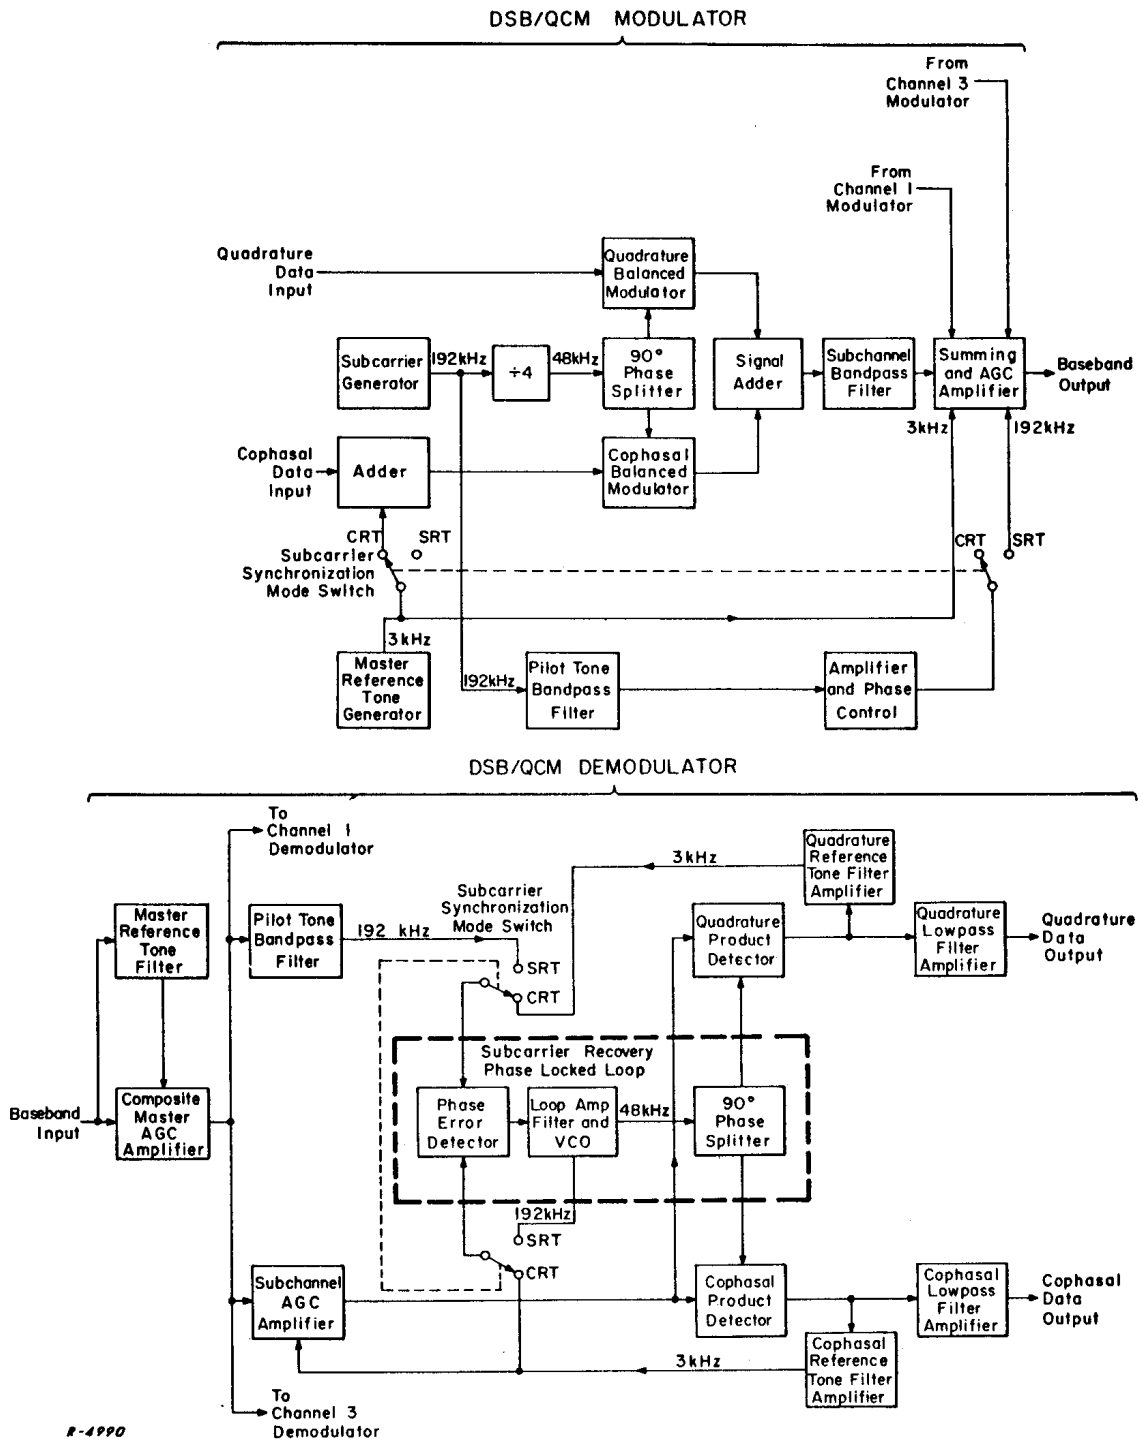 DSB/QCM MODULATOR
From
Channel 3
Modulator
From
Channel 1
Modulator
Quadrature
Data
Input
Quadrature
Balanced
Modulator
Subcarrier
Generator
192kHz
÷4
48kHz
90°
Phase
Splitter
Signal
Adder
Subchannel
Bandpass
Filter
Summing
and AGC
Amplifier
Baseband
Output
3kHz
192kHz
Cophasal
Data
Input
Adder
Cophasal
Balanced
Modulator
CRT
SRT
Subcarrier
Synchronization
Mode Switch
CRT
SRT
3kHz
Master
Reference
Tone
Generator
192kHz
Pilot Tone
Bandpass
Filter
Amplifier
and Phase
Control
DSB/QCM DEMODULATOR
To
Channel 1
Demodulator
Master
Reference
Tone
Filter
Pilot Tone
Bandpass
Filter
192 kHz
Subcarrier
Synchronization
Mode Switch
SRT
CRT
3kHz
Quadrature
Reference
Tone Filter
Amplifier
Quadrature
Product
Detector
Quadrature
Lowpass
Filter
Amplifier
Quadrature
Data
Output
Subcarrier Recovery
Phase Locked Loop
Baseband
Input
Composite
Master
AGC
Amplifier
Phase
Error
Detector
Loop Amp
Filter and
VCO
48kHz
90°
Phase
Splitter
192kHz
SRT
CRT
Subchannel
AGC
Amplifier
Cophasal
Product
Detector
Cophasal
Lowpass
Filter
Amplifier
Cophasal
Data
Output
3kHz
Cophasal
Reference
Tone Filter
Amplifier
To
Channel 3
Demodulator
R-4990